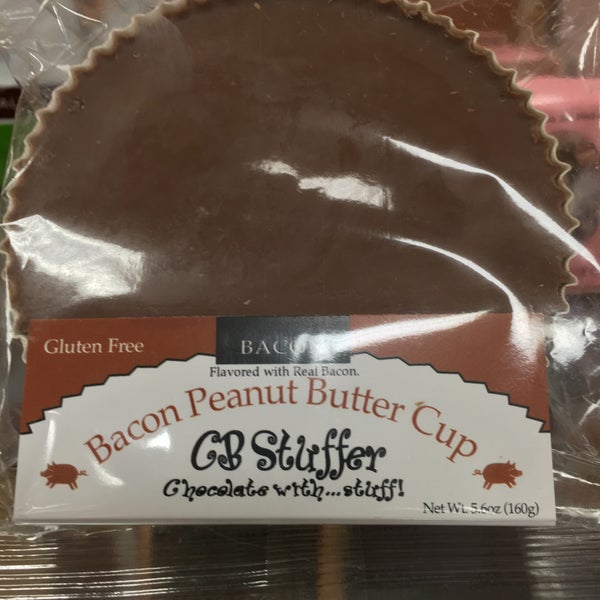 Gluten Free
BACON
Flavored with Real Bacon.
Bacon Peanut Butter Cup
CB Stuffer
Chocolate with...stuff!
Net Wt. 5.6oz (160g)